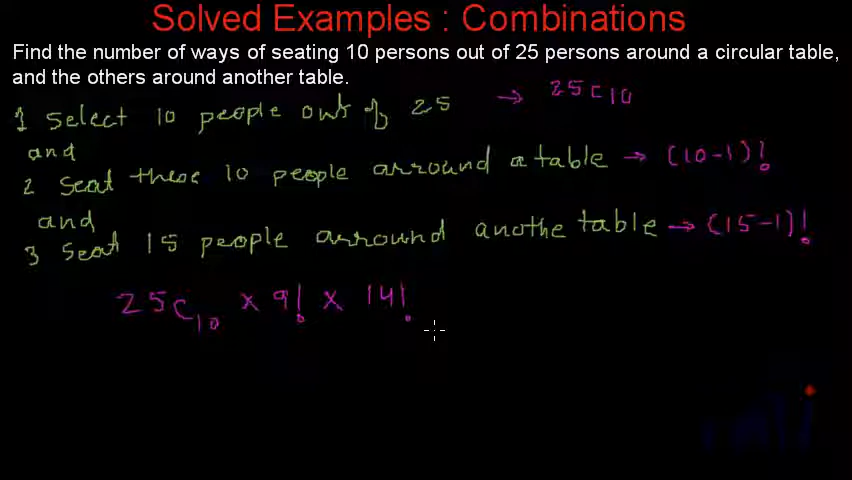 Solved Examples : Combinations
Find the number of ways of seating 10 persons out of 25 persons around a circular table,
and the others around another table.
1 Select 10 people out of 25 → 25C10
and
2 Seat these 10 people arround a table → (10-1)!
and
3 Seat 15 people arround anothe table → (15-1)!
25C10 × 9! × 14!